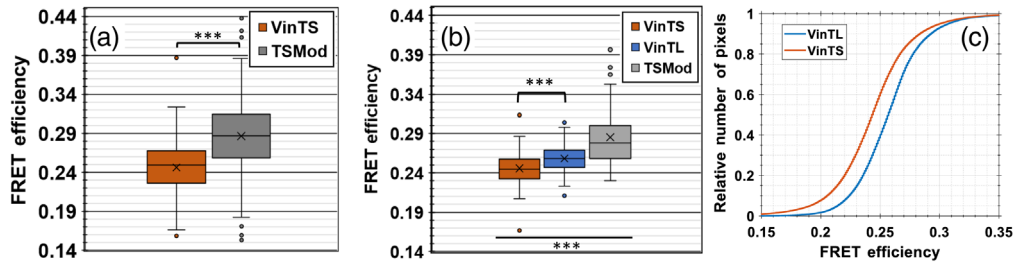 (a)
FRET efficiency
0.44
0.39
0.34
0.29
0.24
0.19
0.14
***
VinTS
TSMod
(b)
FRET efficiency
0.44
0.39
0.34
0.29
0.24
0.19
0.14
***
***
VinTS
VinTL
TSMod
(c)
Relative number of pixels
1
0.8
0.6
0.4
0.2
0
VinTL
VinTS
0.15
0.2
0.25
0.3
0.35
FRET efficiency